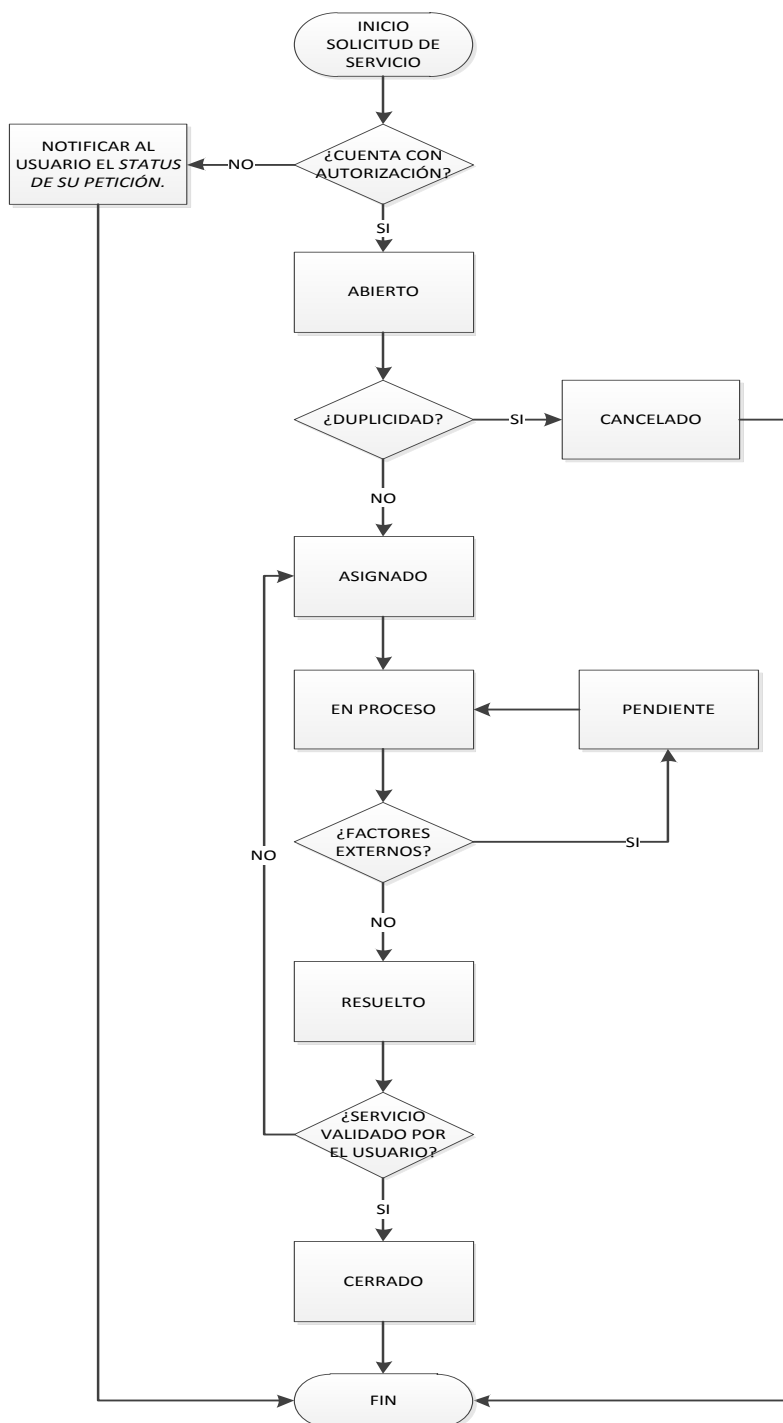 INICIO
SOLICITUD DE
SERVICIO
NOTIFICAR AL
USUARIO EL STATUS
DE SU PETICIÓN.
NO
¿CUENTA CON
AUTORIZACIÓN?
SI
ABIERTO
¿DUPLICIDAD?
SI
CANCELADO
NO
ASIGNADO
EN PROCESO
PENDIENTE
¿FACTORES
EXTERNOS?
SI
NO
NO
RESUELTO
¿SERVICIO
VALIDADO POR
EL USUARIO?
SI
CERRADO
FIN